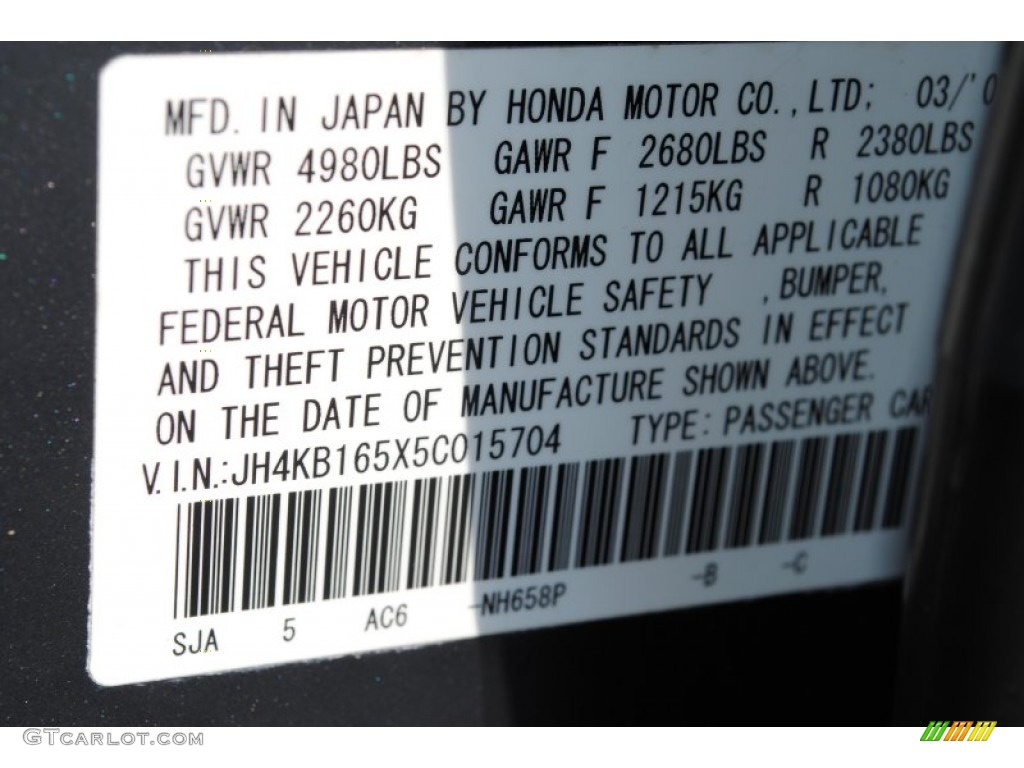 MFD. IN JAPAN BY HONDA MOTOR CO.,LTD; 03/'0
GVWR 4980LBS GAWR F 2680LBS R 2380LBS
GVWR 2260KG GAWR F 1215KG R 1080KG
THIS VEHICLE CONFORMS TO ALL APPLICABLE
FEDERAL MOTOR VEHICLE SAFETY ,BUMPER,
AND THEFT PREVENTION STANDARDS IN EFFECT
ON THE DATE OF MANUFACTURE SHOWN ABOVE.
V.I.N.:JH4KB165X5C015704 TYPE:PASSENGER CAR
SJA 5 AC6 -NH658P -B -C
GTCarLot.com